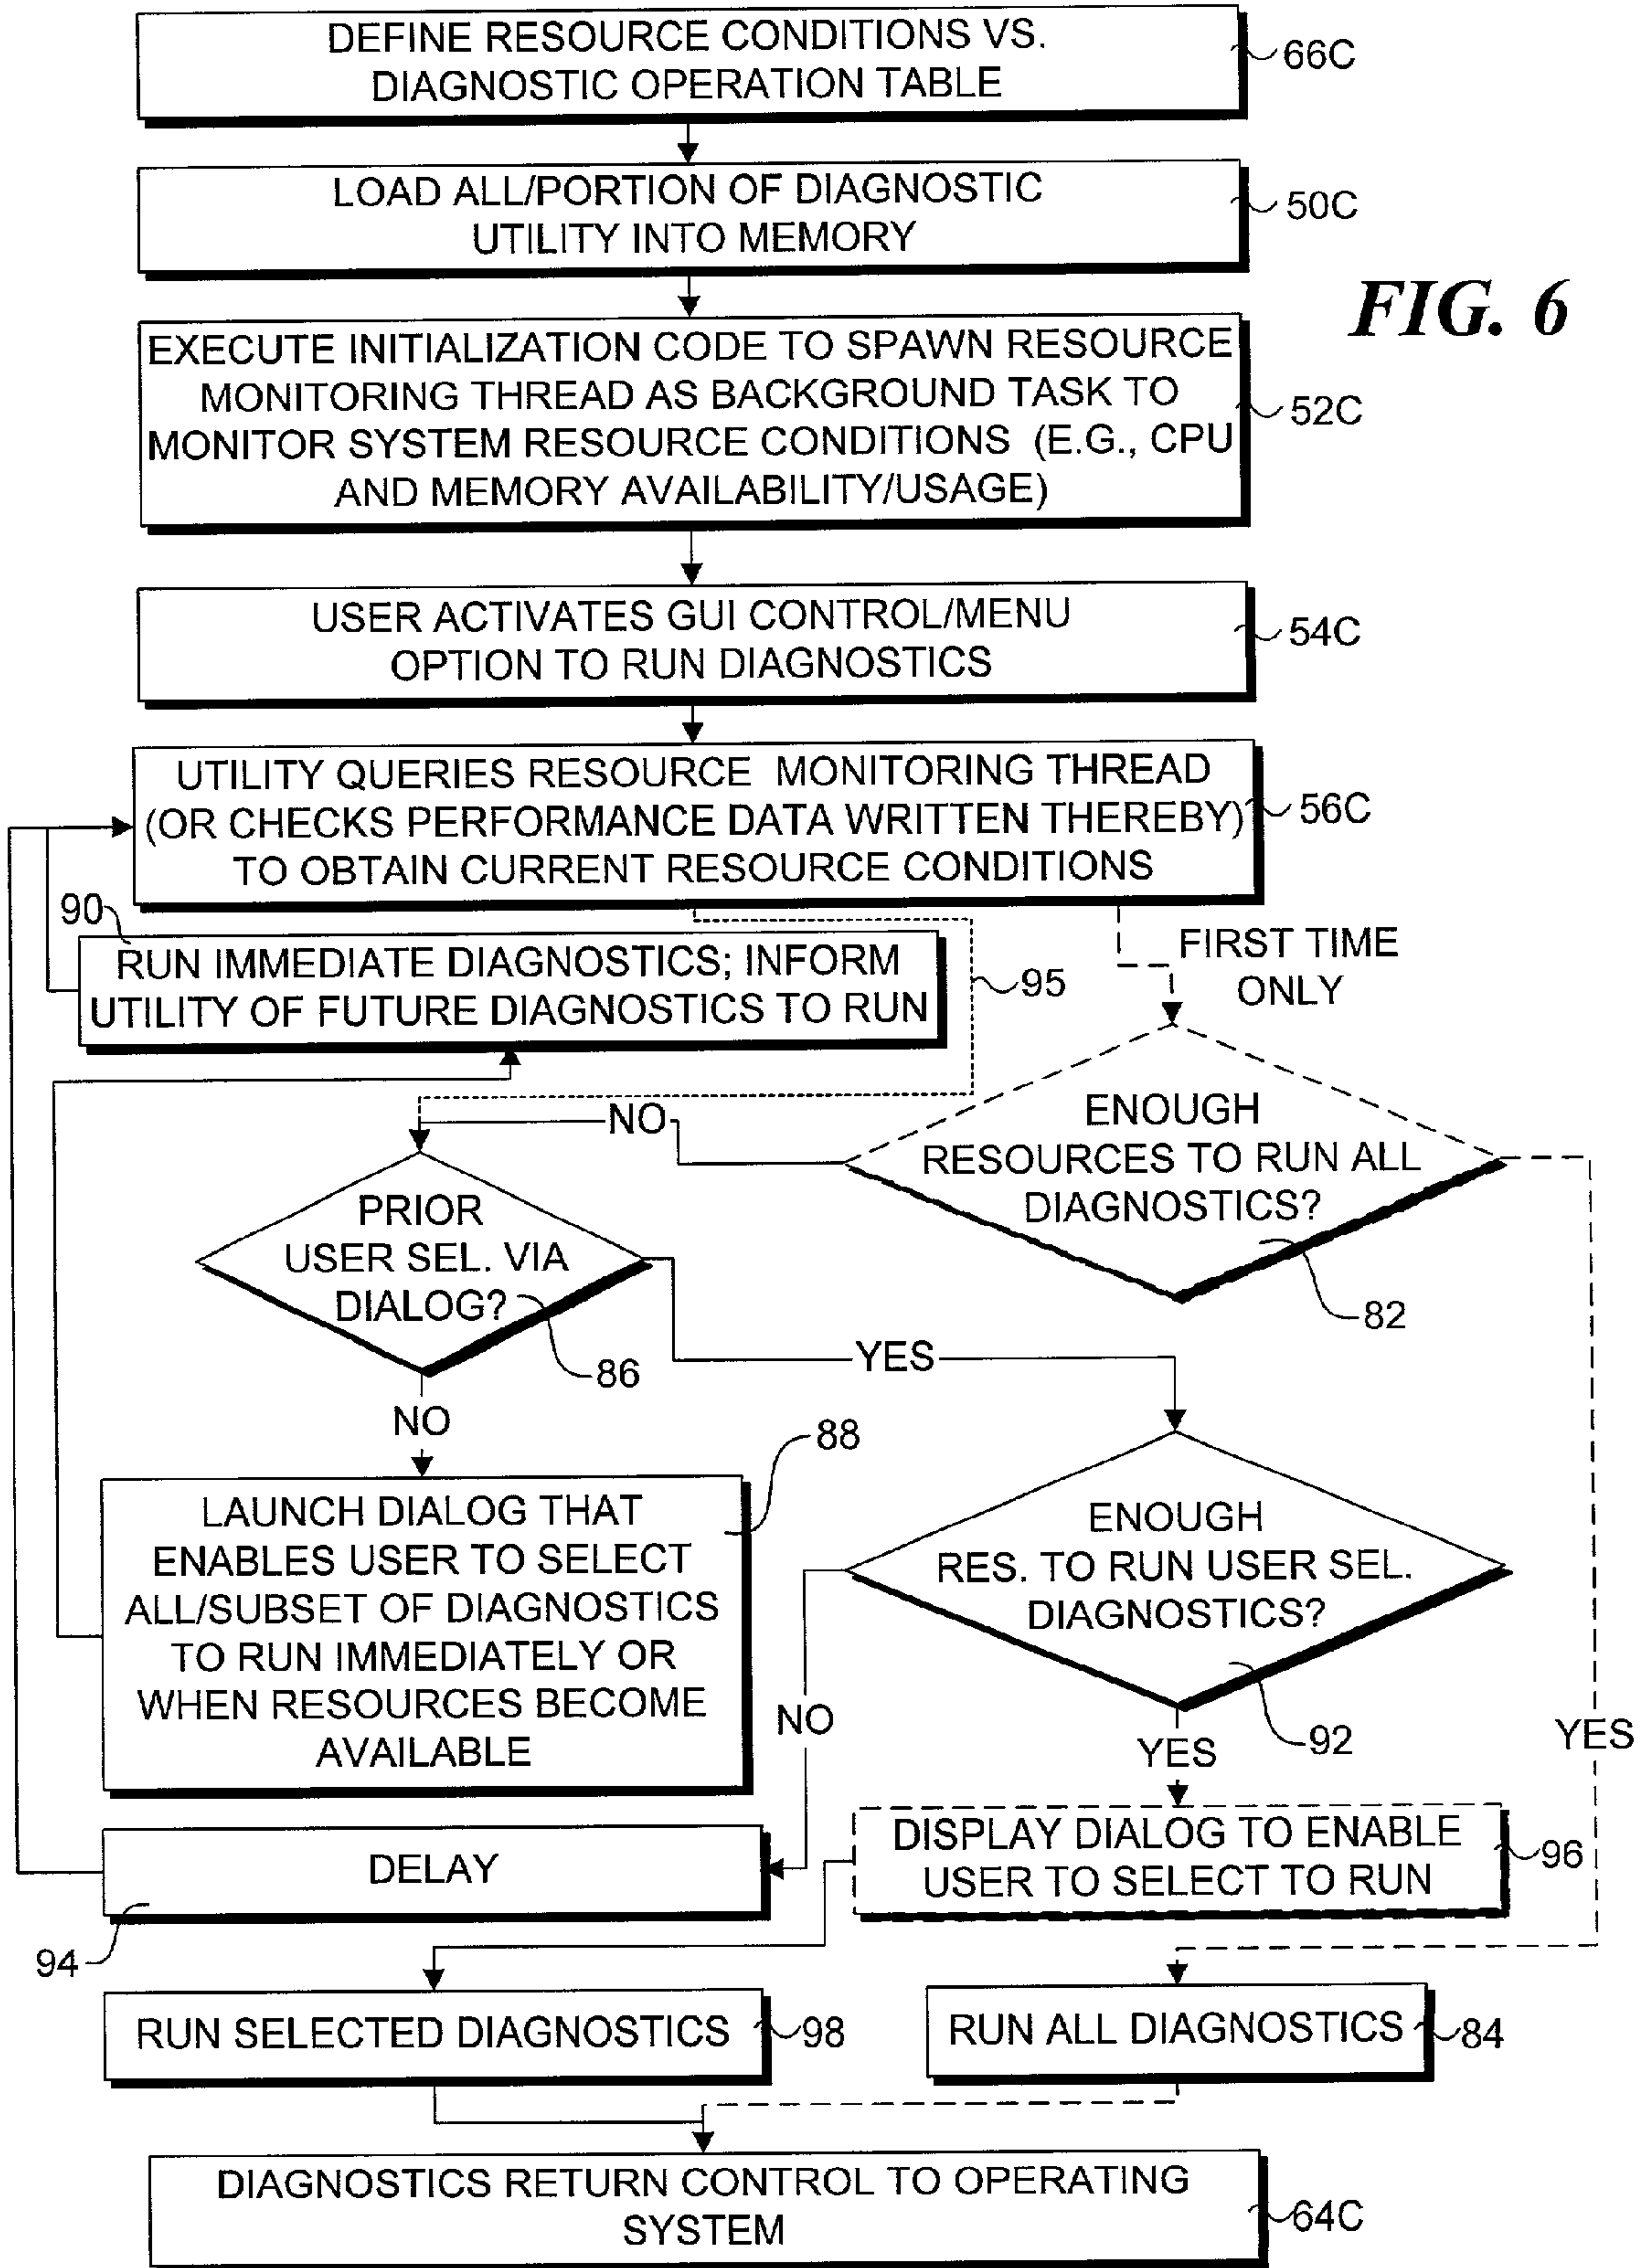 DEFINE RESOURCE CONDITIONS VS.
DIAGNOSTIC OPERATION TABLE
66C
LOAD ALL/PORTION OF DIAGNOSTIC
UTILITY INTO MEMORY
50C
FIG. 6
EXECUTE INITIALIZATION CODE TO SPAWN RESOURCE
MONITORING THREAD AS BACKGROUND TASK TO
MONITOR SYSTEM RESOURCE CONDITIONS (E.G., CPU
AND MEMORY AVAILABILITY/USAGE)
52C
USER ACTIVATES GUI CONTROL/MENU
OPTION TO RUN DIAGNOSTICS
54C
UTILITY QUERIES RESOURCE MONITORING THREAD
(OR CHECKS PERFORMANCE DATA WRITTEN THEREBY)
TO OBTAIN CURRENT RESOURCE CONDITIONS
56C
90
RUN IMMEDIATE DIAGNOSTICS; INFORM
UTILITY OF FUTURE DIAGNOSTICS TO RUN
95
FIRST TIME
ONLY
NO
ENOUGH
RESOURCES TO RUN ALL
DIAGNOSTICS?
82
PRIOR
USER SEL. VIA
DIALOG?
86
YES
NO
88
LAUNCH DIALOG THAT
ENABLES USER TO SELECT
ALL/SUBSET OF DIAGNOSTICS
TO RUN IMMEDIATELY OR
WHEN RESOURCES BECOME
AVAILABLE
ENOUGH
RES. TO RUN USER SEL.
DIAGNOSTICS?
92
NO
YES
YES
DISPLAY DIALOG TO ENABLE
USER TO SELECT TO RUN
96
DELAY
94
RUN SELECTED DIAGNOSTICS
98
RUN ALL DIAGNOSTICS
84
DIAGNOSTICS RETURN CONTROL TO OPERATING
SYSTEM
64C